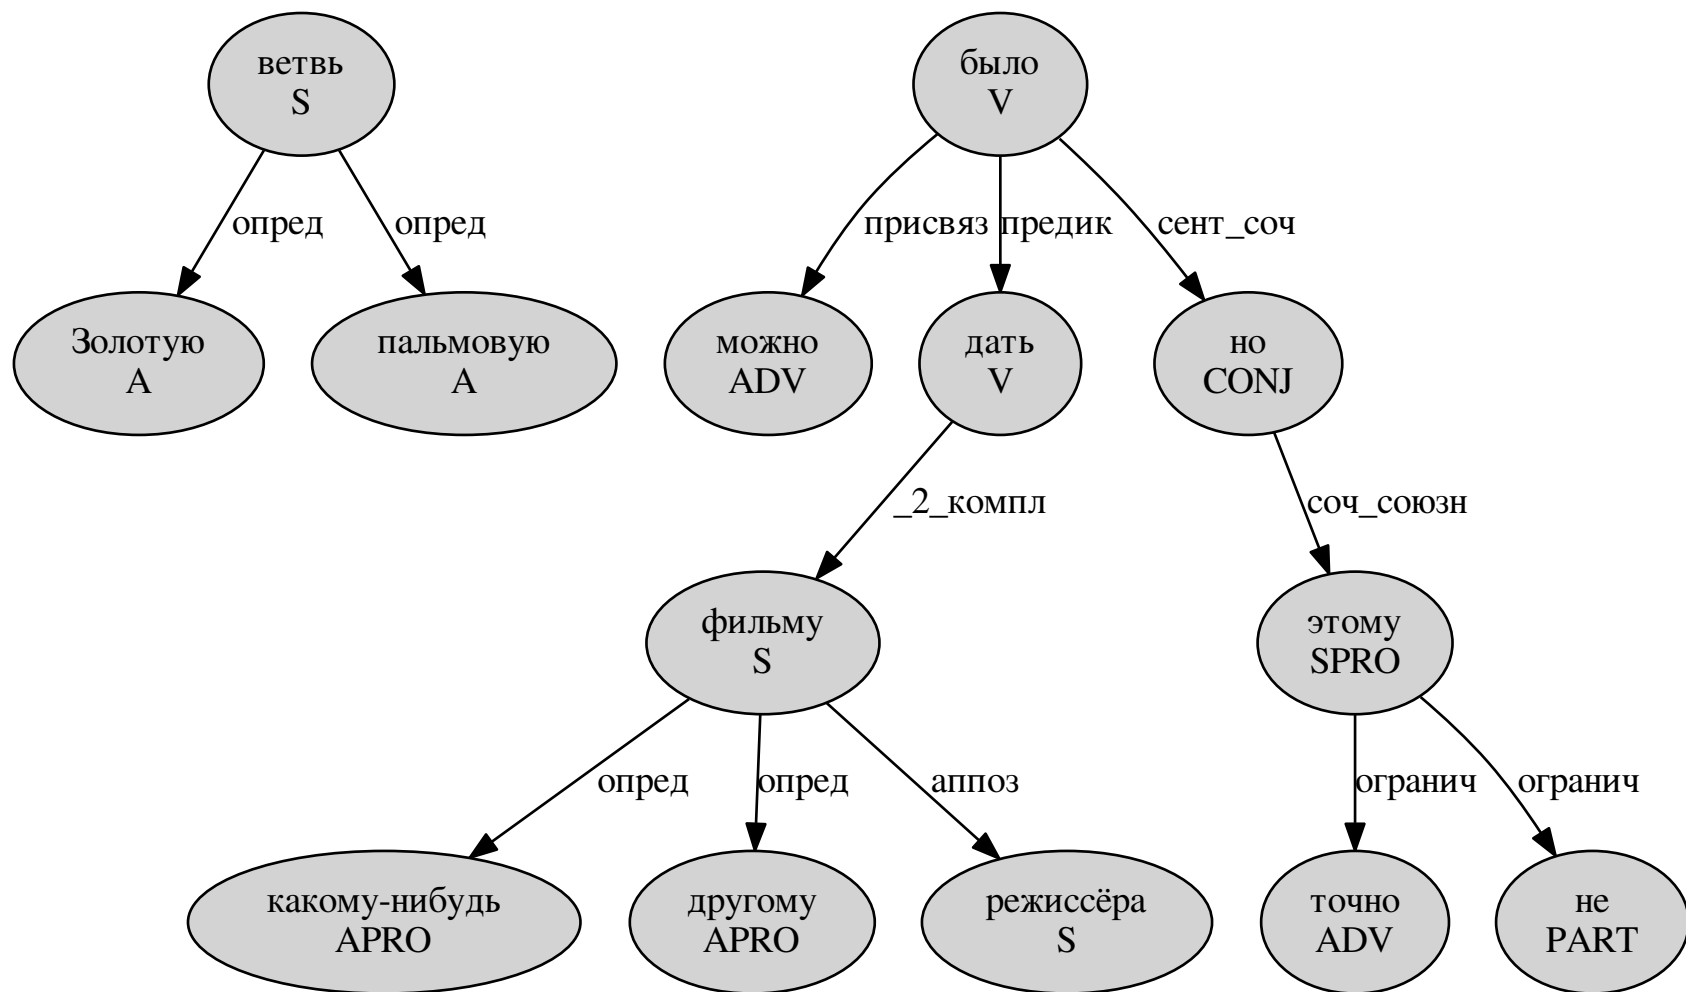 ветвь
S
было
V
опред
опред
присвяз
предик
сент_соч
Золотую
A
пальмовую
A
можно
ADV
дать
V
но
CONJ
_2_компл
соч_союзн
фильму
S
этому
SPRO
опред
опред
аппоз
огранич
огранич
какому-нибудь
APRO
другому
APRO
режиссёра
S
точно
ADV
не
PART